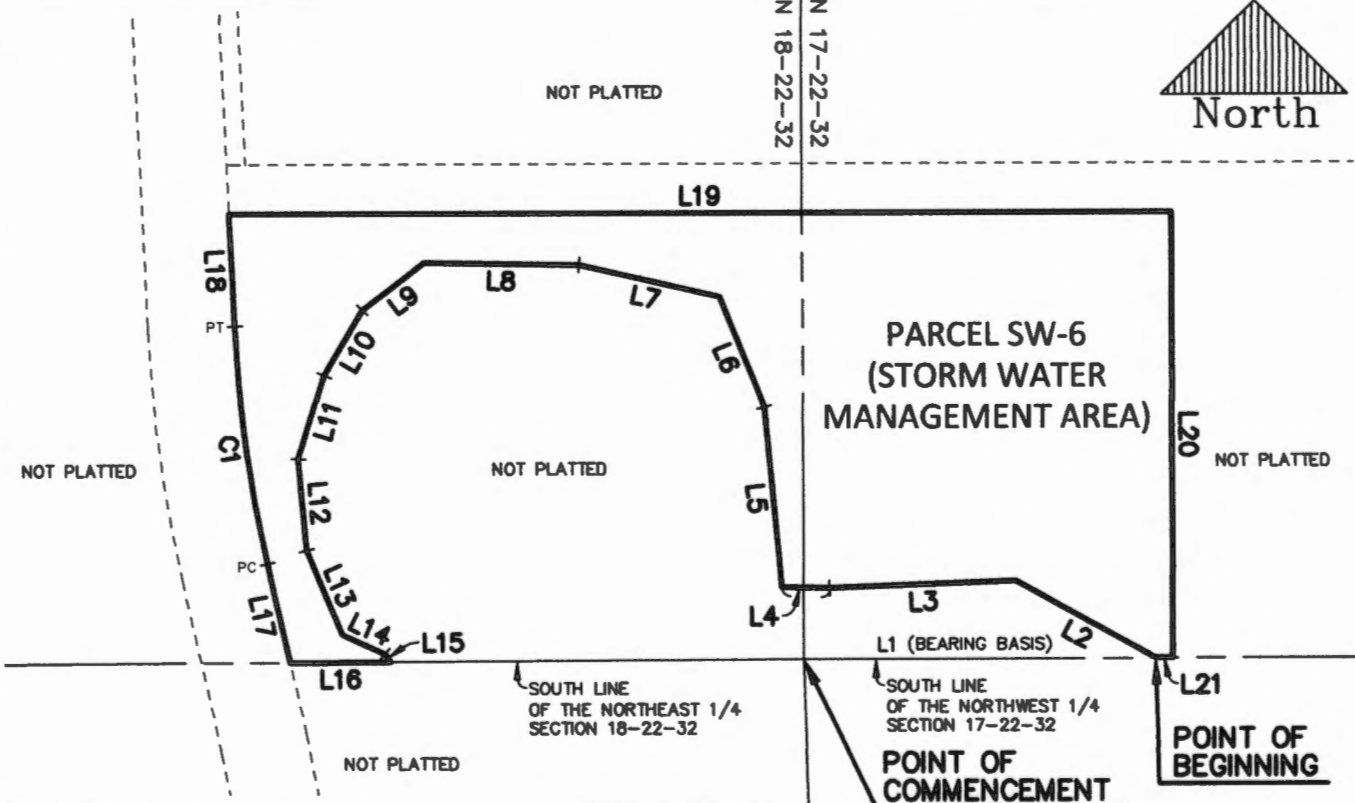 N 18-22-32
N 17-22-32
NOT PLATTED
North
L19
L18
PT
L9
L8
L7
L10
L6
L11
PARCEL SW-6
(STORM WATER
MANAGEMENT AREA)
L20
C1
NOT PLATTED
NOT PLATTED
NOT PLATTED
L12
L5
PC
L13
L17
L14
L15
L4
L3
L2
L1 (BEARING BASIS)
L16
L21
SOUTH LINE
OF THE NORTHEAST 1/4
SECTION 18-22-32
SOUTH LINE
OF THE NORTHWEST 1/4
SECTION 17-22-32
NOT PLATTED
POINT OF
COMMENCEMENT
POINT OF
BEGINNING